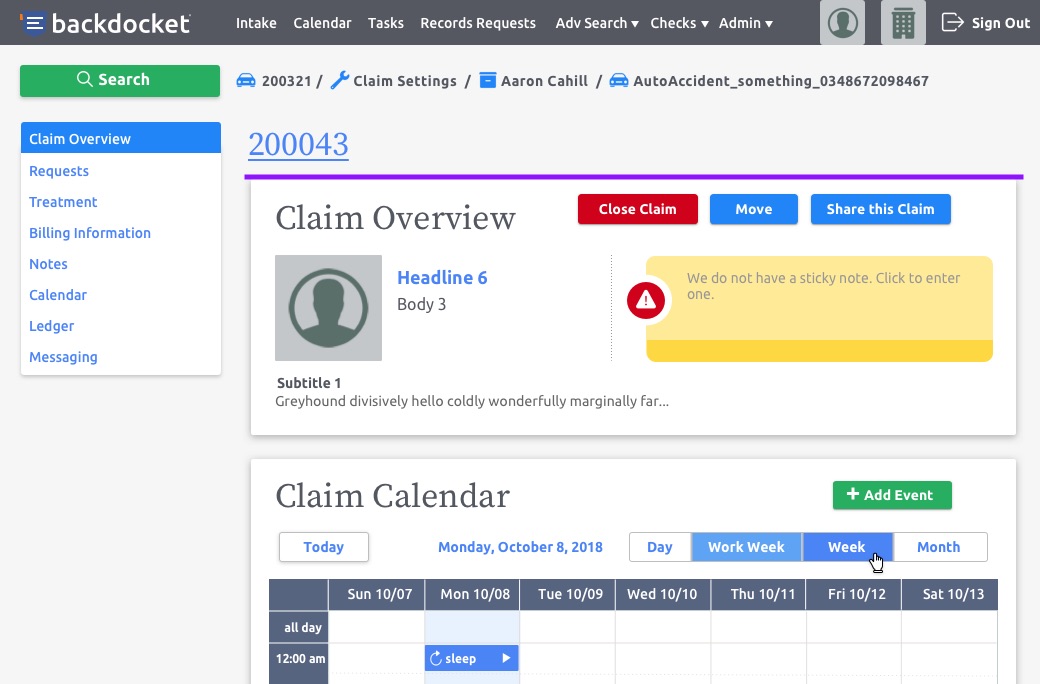 backdocket Intake Calendar Tasks Records Requests Adv Search Checks Admin Sign Out
Search
200321 / Claim Settings / Aaron Cahill / AutoAccident_something_0348672098467
Claim Overview
Requests
Treatment
Billing Information
Notes
Calendar
Ledger
Messaging
200043
Claim Overview
Close Claim Move Share this Claim
Headline 6
Body 3
We do not have a sticky note. Click to enter
one.
Subtitle 1
Greyhound divisively hello coldly wonderfully marginally far...
Claim Calendar
+ Add Event
Today Monday, October 8, 2018 Day Work Week Week Month
Sun 10/07 Mon 10/08 Tue 10/09 Wed 10/10 Thu 10/11 Fri 10/12 Sat 10/13
all day
12:00 am sleep